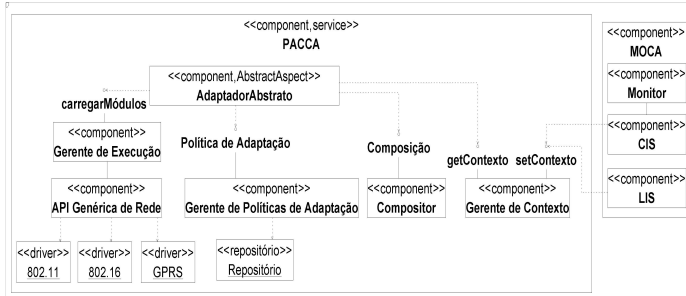 <<component,service>>
PACCA
<<component,AbstractAspect>>
AdaptadorAbstrato
carregarMódulos
<<component>>
Gerente de Execução
Política de Adaptação
Composição
getContexto
setContexto
<<component>>
API Genérica de Rede
<<component>>
Gerente de Políticas de Adaptação
<<component>>
Compositor
<<component>>
Gerente de Contexto
<<driver>>
802.11
<<driver>>
802.16
<<driver>>
GPRS
<<repositório>>
Repositório
<<component>>
MOCA
<<component>>
Monitor
<<component>>
CIS
<<component>>
LIS